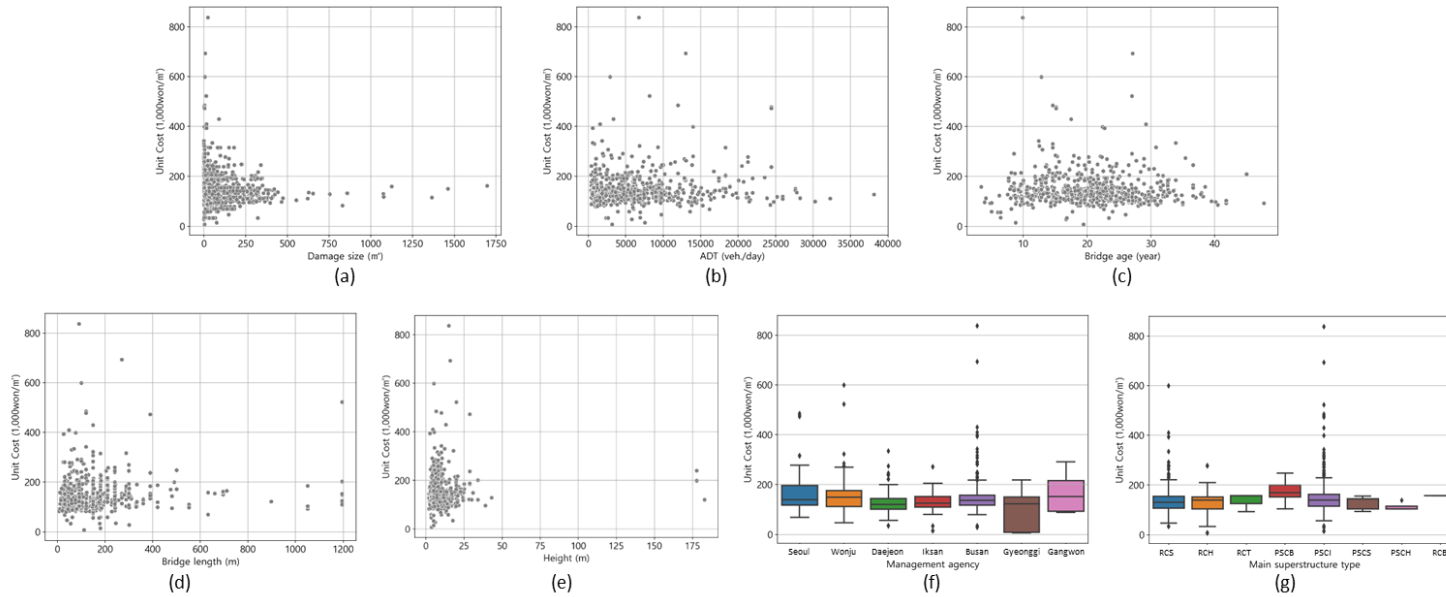 800
600
400
200
0
Unit Cost (1,000won/㎡)
0 250 500 750 1000 1250 1500 1750
Damage size (㎡)
(a)
800
600
400
200
0
Unit Cost (1,000won/㎡)
0 5000 10000 15000 20000 25000 30000 35000 40000
ADT (veh./day)
(b)
800
600
400
200
0
Unit Cost (1,000won/㎡)
10 20 30 40
Bridge age (year)
(c)
800
600
400
200
0
Unit Cost (1,000won/㎡)
0 200 400 600 800 1000 1200
Bridge length (m)
(d)
800
600
400
200
0
Unit Cost (1,000won/㎡)
0 25 50 75 100 125 150 175
Height (m)
(e)
800
600
400
200
0
Unit Cost (1,000won/㎡)
Seoul Wonju Daejeon Iksan Busan Gyeonggi Gangwon
Management agency
(f)
800
600
400
200
0
Unit Cost (1,000won/㎡)
RCS RCH RCT PSCB PSCI PSCS PSCH RCB
Main superstructure type
(g)